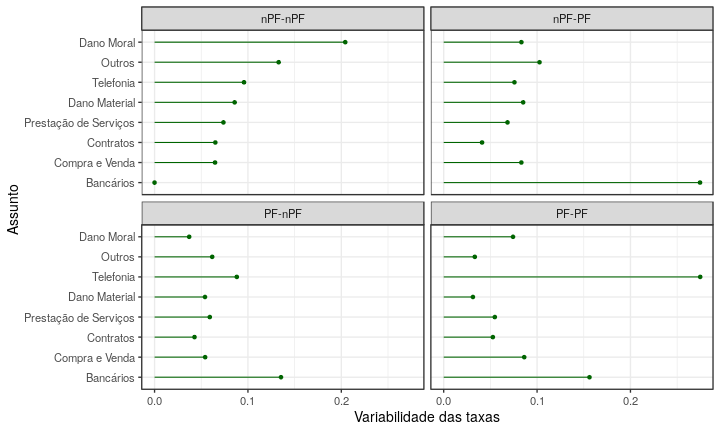 nPF-nPF
nPF-PF
Dano Moral
Outros
Telefonia
Dano Material
Prestação de Serviços
Contratos
Compra e Venda
Bancários
PF-nPF
PF-PF
Dano Moral
Outros
Telefonia
Dano Material
Prestação de Serviços
Contratos
Compra e Venda
Bancários
0.0 0.1 0.2
0.0 0.1 0.2
Variabilidade das taxas
Assunto